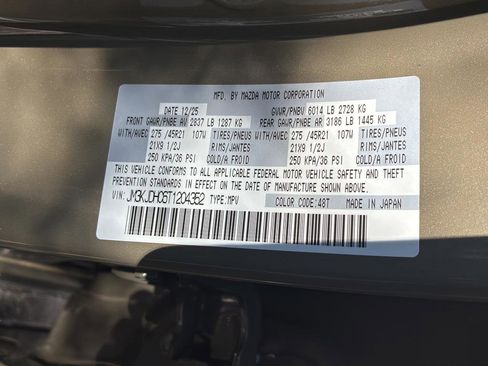 MFD. BY MAZDA MOTOR CORPORATION
DATE 12/25 GVWR/PNBV 6014 LB 2728 KG
FRONT GAWR/PNBE AV 2837 LB 1287 KG REAR GAWR/PNBE AR 3186 LB 1445 KG
WITH/AVEC 275 /45R21 107W TIRES/PNEUS WITH/AVEC 275 /45R21 107W TIRES/PNEUS
21X9 1/2J RIMS/JANTES 21X9 1/2J RIMS/JANTES
250 KPA/36 PSI COLD/A FROID 250 KPA/36 PSI COLD/A FROID
THIS VEHICLE CONFORMS TO ALL APPLICABLE FEDERAL MOTOR VEHICLE SAFETY AND THEFT
PREVENTION STANDARDS IN EFFECT ON THE DATE OF MANUFACTURE SHOWN ABOVE.
VIN: JM3KJDHC6T1204352 TYPE:MPV COLOR CODE:48T MADE IN JAPAN